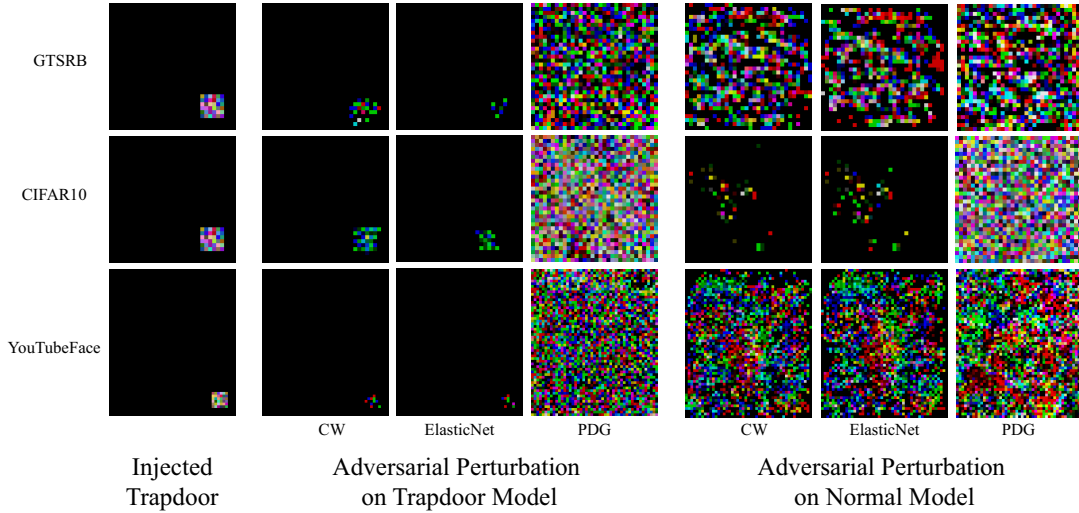 GTSRB
CIFAR10
YouTubeFace
CW
ElasticNet
PDG
CW
ElasticNet
PDG
Injected
Trapdoor
Adversarial Perturbation
on Trapdoor Model
Adversarial Perturbation
on Normal Model